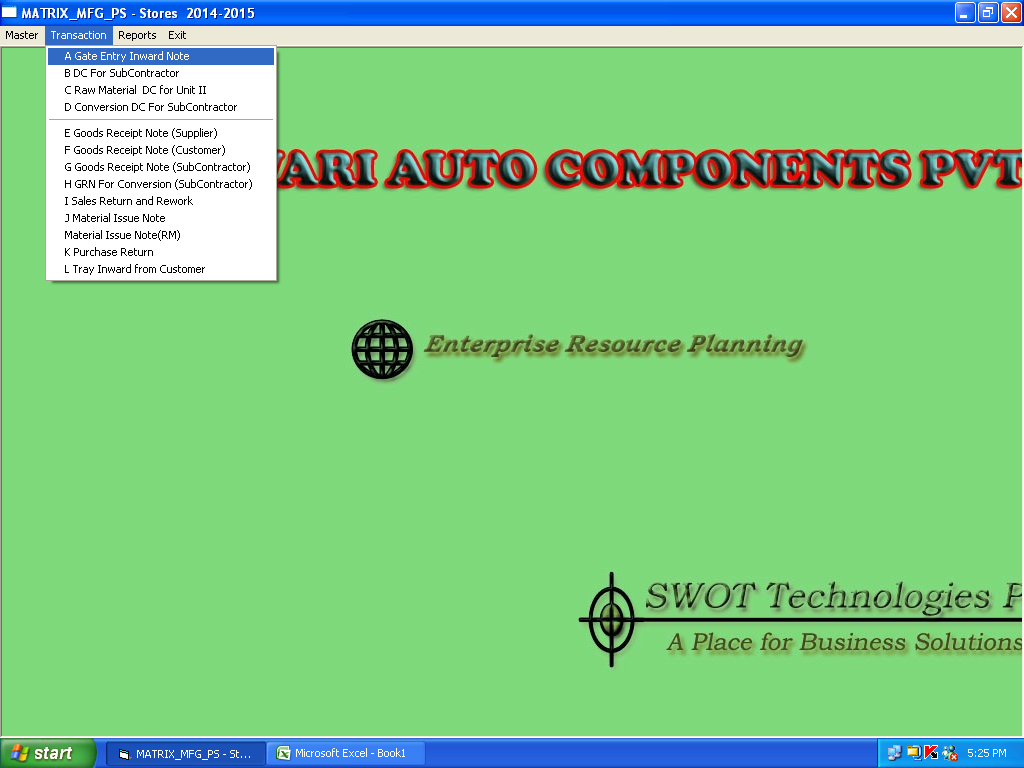 MATRIX_MFG_PS - Stores 2014-2015
Master Transaction Reports Exit
A Gate Entry Inward Note
B DC For SubContractor
C Raw Material DC for Unit II
D Conversion DC For SubContractor
E Goods Receipt Note (Supplier)
F Goods Receipt Note (Customer)
G Goods Receipt Note (SubContractor)
H GRN For Conversion (SubContractor)
I Sales Return and Rework
J Material Issue Note
Material Issue Note(RM)
K Purchase Return
L Tray Inward from Customer
AUTO COMPONENTS PVT
Enterprise Resource Planning
SWOT Technologies P
A Place for Business Solutions
start MATRIX_MFG_PS - St... Microsoft Excel - Book1 5:25 PM